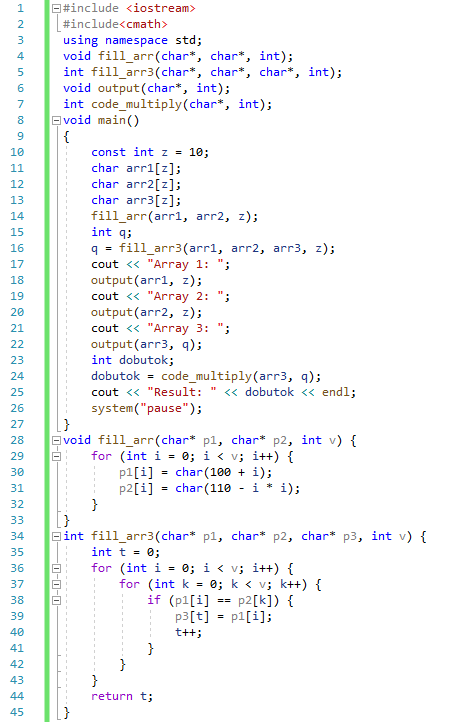 1 #include <iostream>
2 #include<cmath>
3 using namespace std;
4 void fill_arr(char*, char*, int);
5 int fill_arr3(char*, char*, char*, int);
6 void output(char*, int);
7 int code_multiply(char*, int);
8 void main()
9 {
10 const int z = 10;
11 char arr1[z];
12 char arr2[z];
13 char arr3[z];
14 fill_arr(arr1, arr2, z);
15 int q;
16 q = fill_arr3(arr1, arr2, arr3, z);
17 cout << "Array 1: ";
18 output(arr1, z);
19 cout << "Array 2: ";
20 output(arr2, z);
21 cout << "Array 3: ";
22 output(arr3, q);
23 int dobutok;
24 dobutok = code_multiply(arr3, q);
25 cout << "Result: " << dobutok << endl;
26 system("pause");
27 }
28 void fill_arr(char* p1, char* p2, int v) {
29 for (int i = 0; i < v; i++) {
30 p1[i] = char(100 + i);
31 p2[i] = char(110 - i * i);
32 }
33 }
34 int fill_arr3(char* p1, char* p2, char* p3, int v) {
35 int t = 0;
36 for (int i = 0; i < v; i++) {
37 for (int k = 0; k < v; k++) {
38 if (p1[i] == p2[k]) {
39 p3[t] = p1[i];
40 t++;
41 }
42 }
43 }
44 return t;
45 }